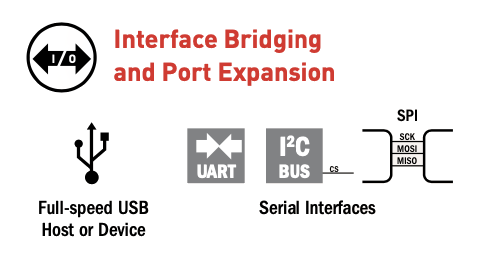 I/O
Interface Bridging
and Port Expansion
SPI
UART
I²C
BUS
CS
SCK
MOSI
MISO
Full-speed USB
Host or Device
Serial Interfaces